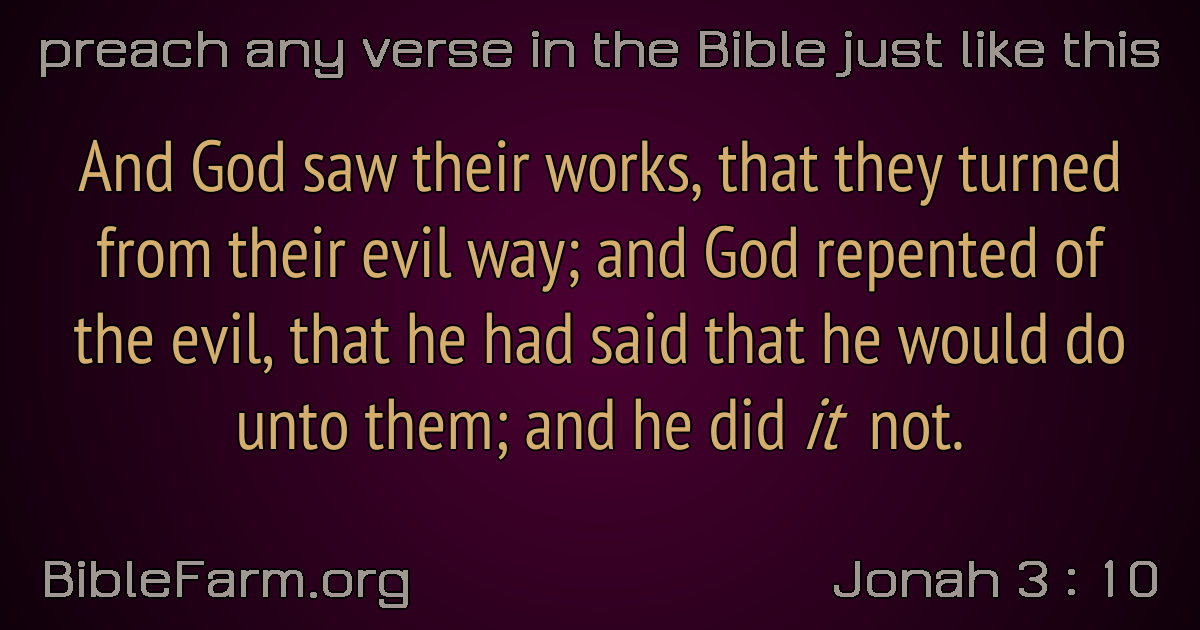 preach any verse in the Bible just like this
And God saw their works, that they turned
from their evil way; and God repented of
the evil, that he had said that he would do
unto them; and he did it not.
BibleFarm.org
Jonah 3 : 10